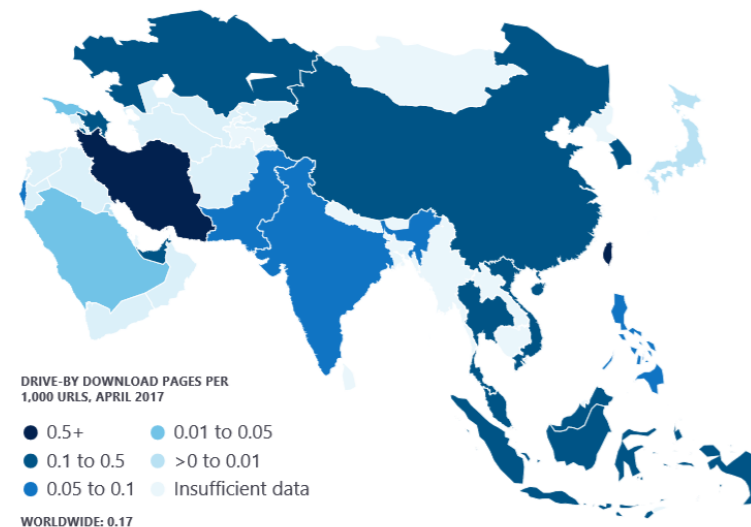 DRIVE-BY DOWNLOAD PAGES PER
1,000 URLS, APRIL 2017
0.5+
0.01 to 0.05
0.1 to 0.5
>0 to 0.01
0.05 to 0.1
Insufficient data
WORLDWIDE: 0.17